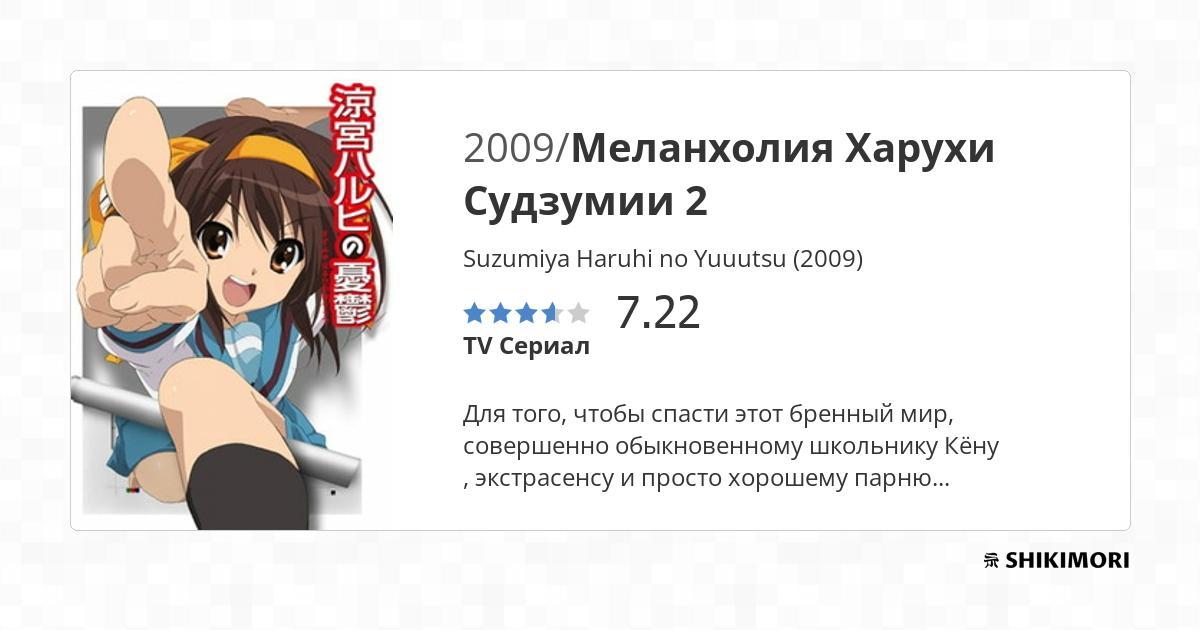 涼宮ハルヒの憂鬱
2009/Меланхолия Харухи
Судзумии 2
Suzumiya Haruhi no Yuuutsu (2009)
7.22
TV Сериал
Для того, чтобы спасти этот бренный мир,
совершенно обыкновенному школьнику Кёну
, экстрасенсу и просто хорошему парню...
SHIKIMORI